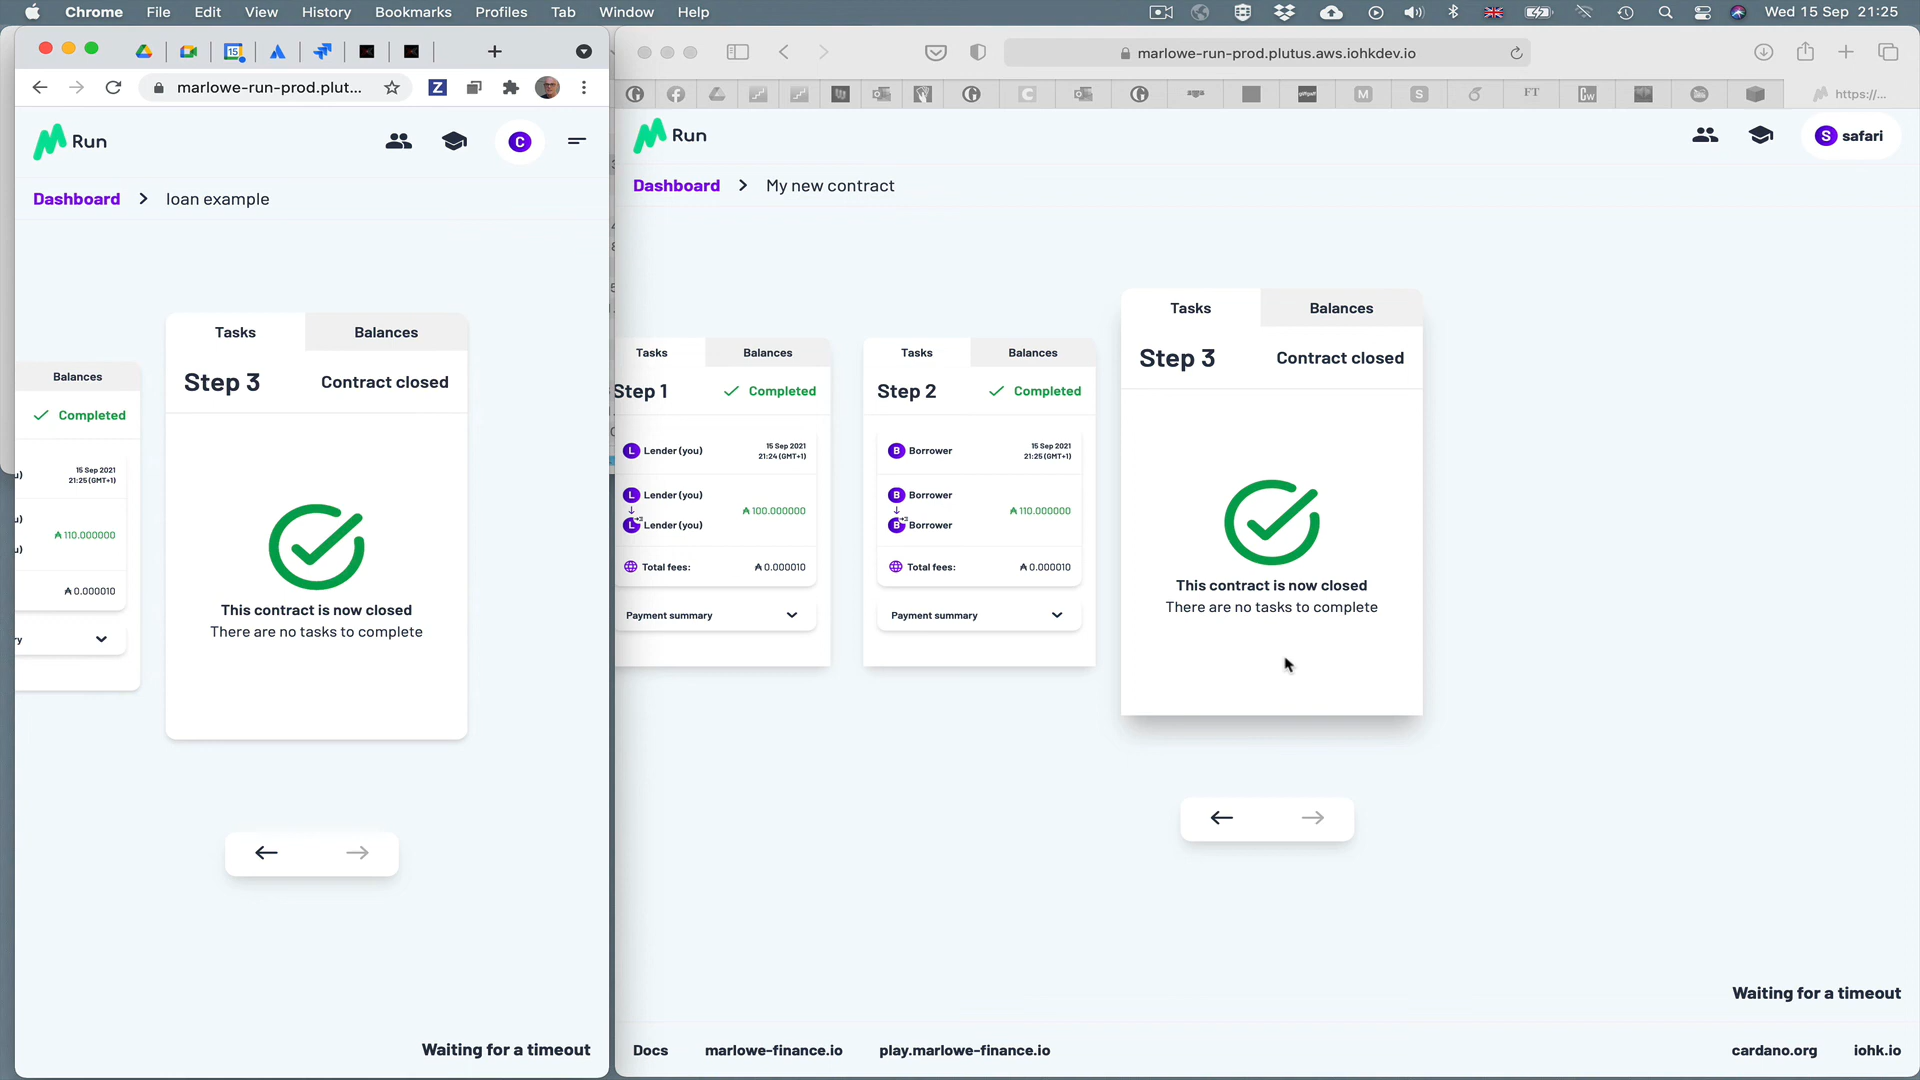 Chrome File Edit View History Bookmarks Profiles Tab Window Help Wed 15 Sep 21:25
marlowe-run-prod.plut...
Run
C
Dashboard > loan example
Balances
Completed
15 Sep 2021
21:25 (GMT+1)
₳ 110.000000
₳ 0.000010
Tasks Balances
Step 3 Contract closed
This contract is now closed
There are no tasks to complete
Waiting for a timeout
marlowe-run-prod.plutus.aws.iohkdev.io
https://...
Run
S safari
Dashboard > My new contract
Tasks Balances
Step 1 Completed
L Lender (you) 15 Sep 2021
21:24 (GMT+1)
L Lender (you)
₳ 100.000000
L Lender (you)
Total fees: ₳ 0.000010
Payment summary
Tasks Balances
Step 2 Completed
B Borrower 15 Sep 2021
21:25 (GMT+1)
B Borrower
₳ 110.000000
B Borrower
Total fees: ₳ 0.000010
Payment summary
Tasks Balances
Step 3 Contract closed
This contract is now closed
There are no tasks to complete
Waiting for a timeout
Docs marlowe-finance.io play.marlowe-finance.io cardano.org iohk.io